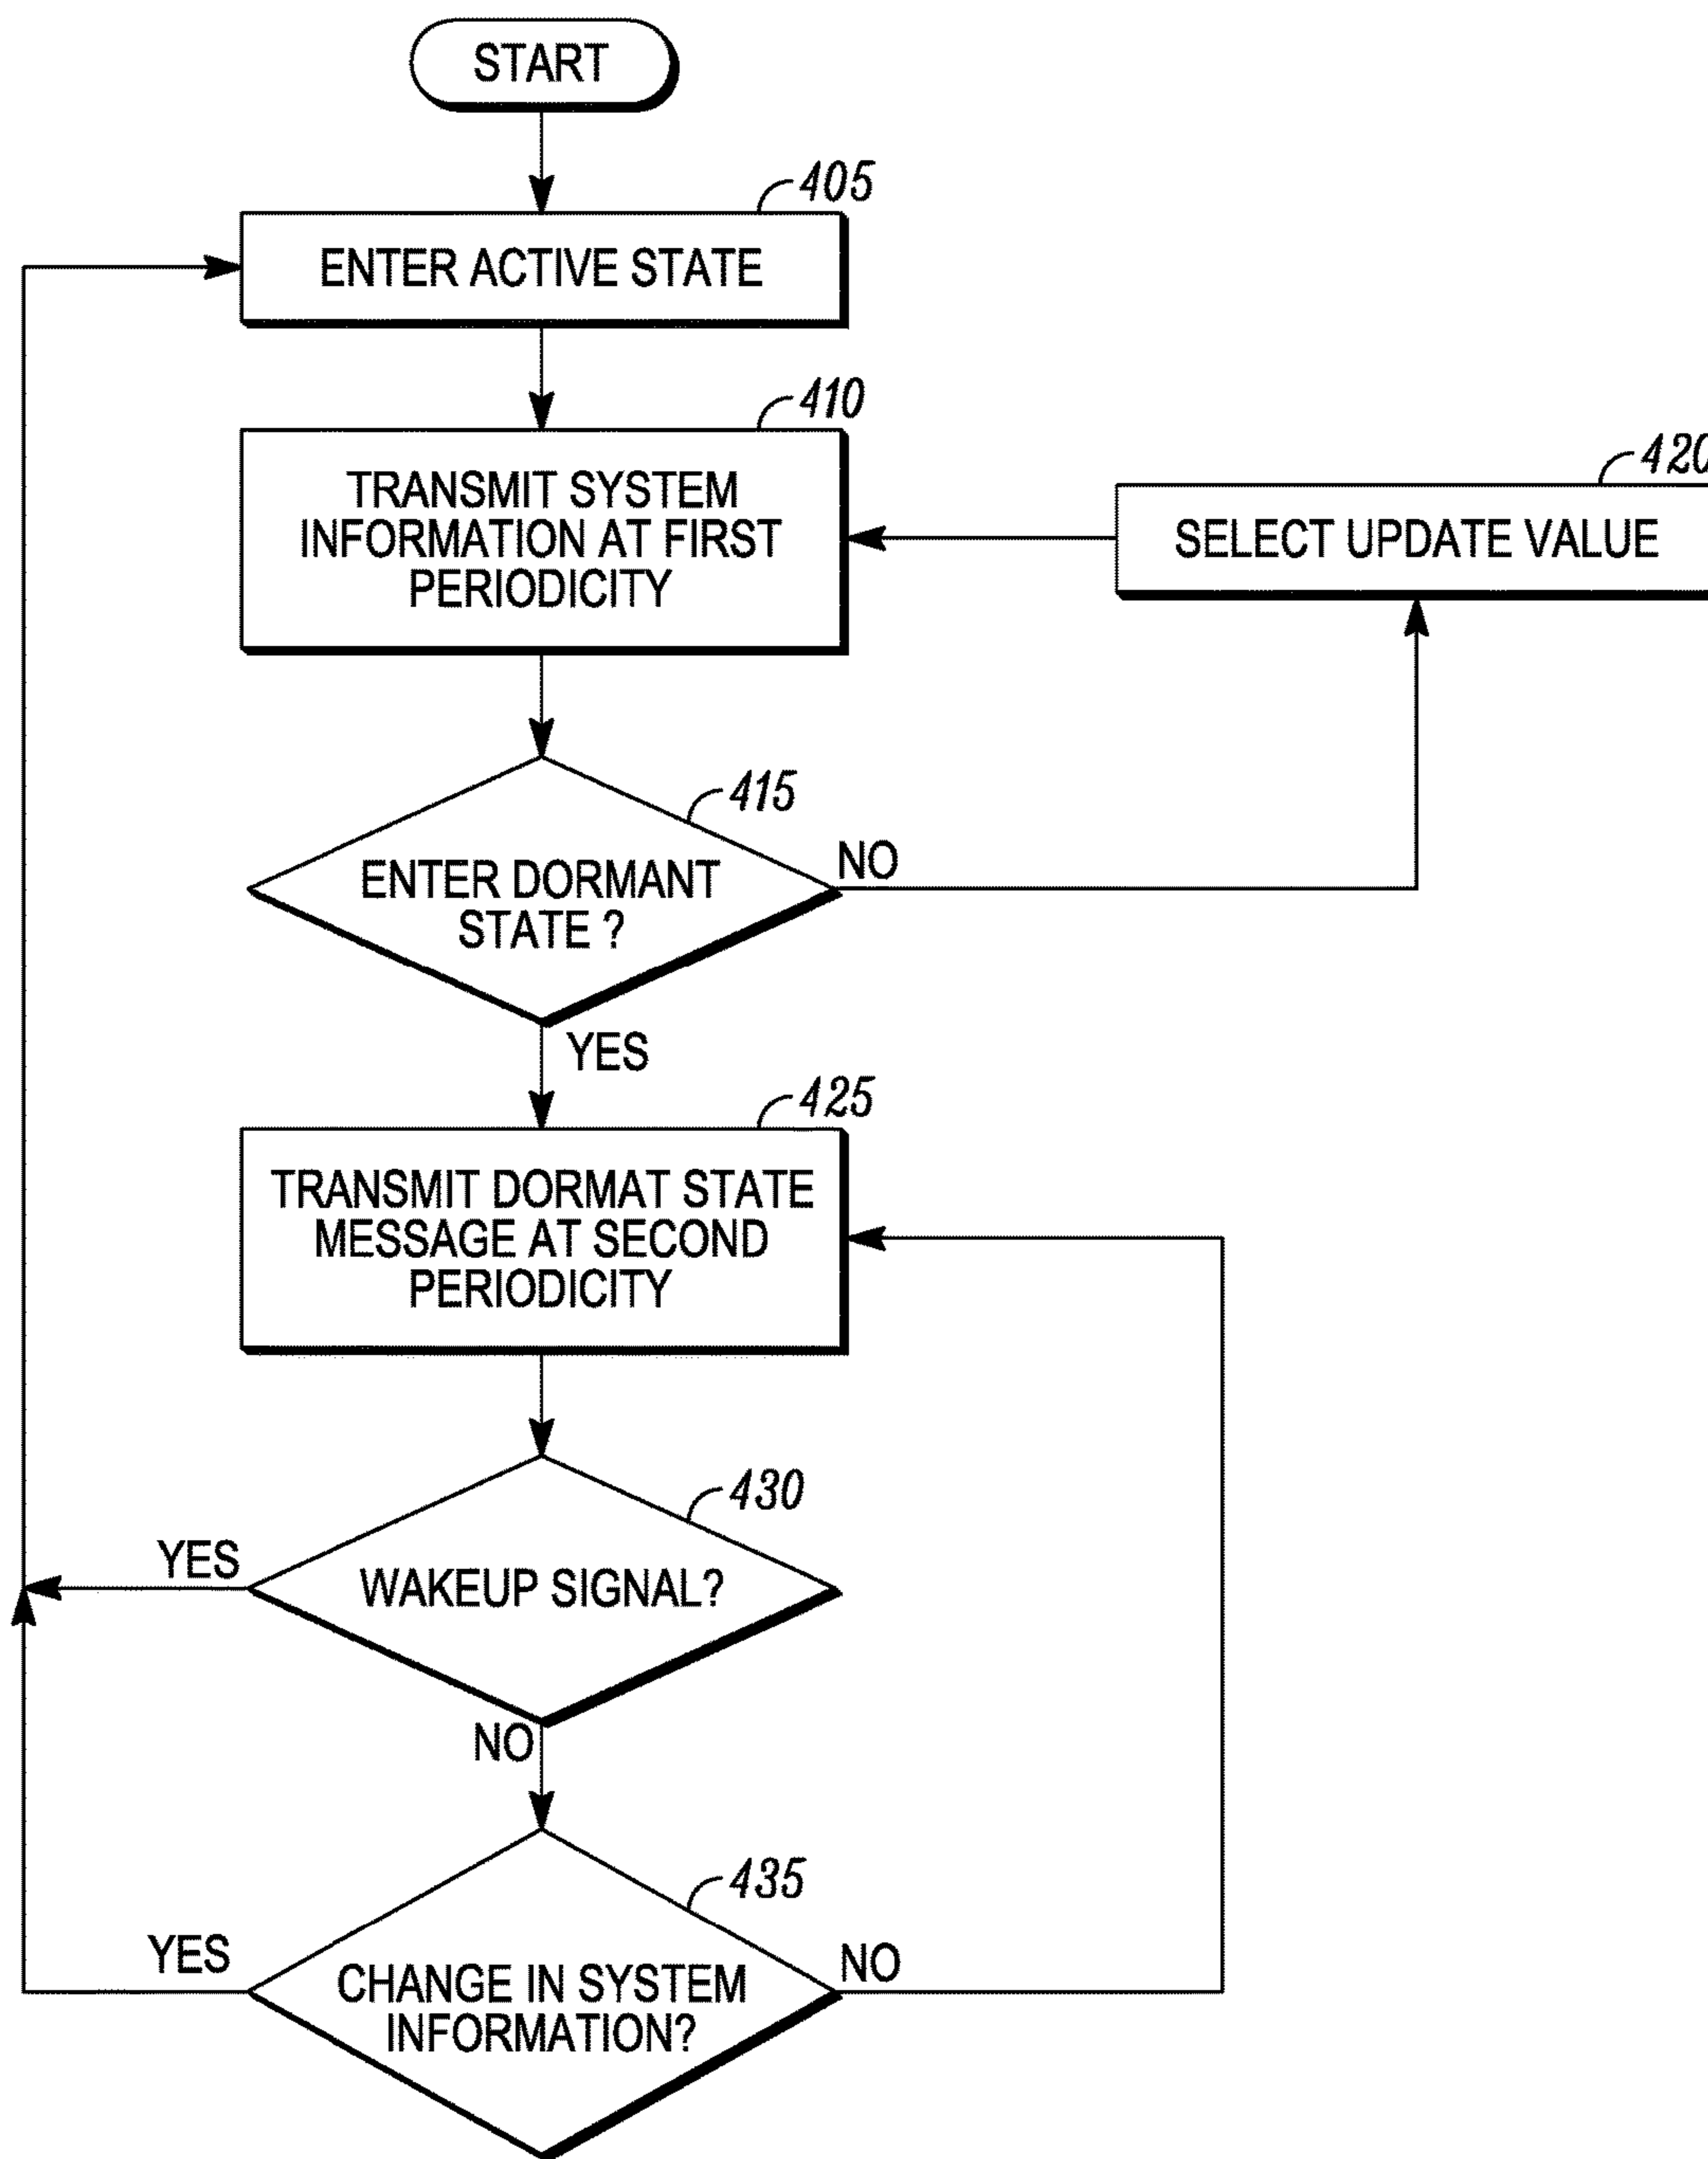 START
405
ENTER ACTIVE STATE
410
TRANSMIT SYSTEM
INFORMATION AT FIRST
PERIODICITY
420
SELECT UPDATE VALUE
415
ENTER DORMANT
STATE ?
NO
YES
425
TRANSMIT DORMAT STATE
MESSAGE AT SECOND
PERIODICITY
430
YES
WAKEUP SIGNAL?
NO
435
YES
CHANGE IN SYSTEM
INFORMATION?
NO